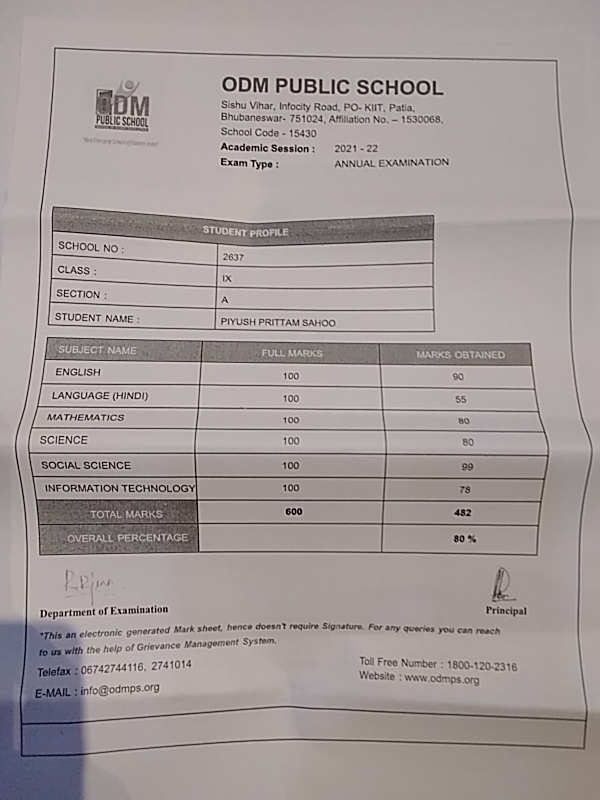 ODM PUBLIC SCHOOL
Sishu Vihar, Infocity Road, PO- KIIT, Patia,
Bhubaneswar- 751024, Affiliation No. – 1530068,
School Code - 15430
Academic Session : 2021 - 22
Exam Type : ANNUAL EXAMINATION
ODM
PUBLIC SCHOOL
STUDENT PROFILE
SCHOOL NO : 2637
CLASS : IX
SECTION : A
STUDENT NAME : PIYUSH PRITTAM SAHOO
SUBJECT NAME FULL MARKS MARKS OBTAINED
ENGLISH 100 90
LANGUAGE (HINDI) 100 55
MATHEMATICS 100 80
SCIENCE 100 80
SOCIAL SCIENCE 100 99
INFORMATION TECHNOLOGY 100 78
TOTAL MARKS 600 482
OVERALL PERCENTAGE 80 %
Department of Examination Principal
*This an electronic generated Mark sheet, hence doesn't require Signature. For any queries you can reach
to us with the help of Grievance Management System.
Telefax : 06742744116, 2741014 Toll Free Number : 1800-120-2316
E-MAIL : info@odmps.org Website : www.odmps.org